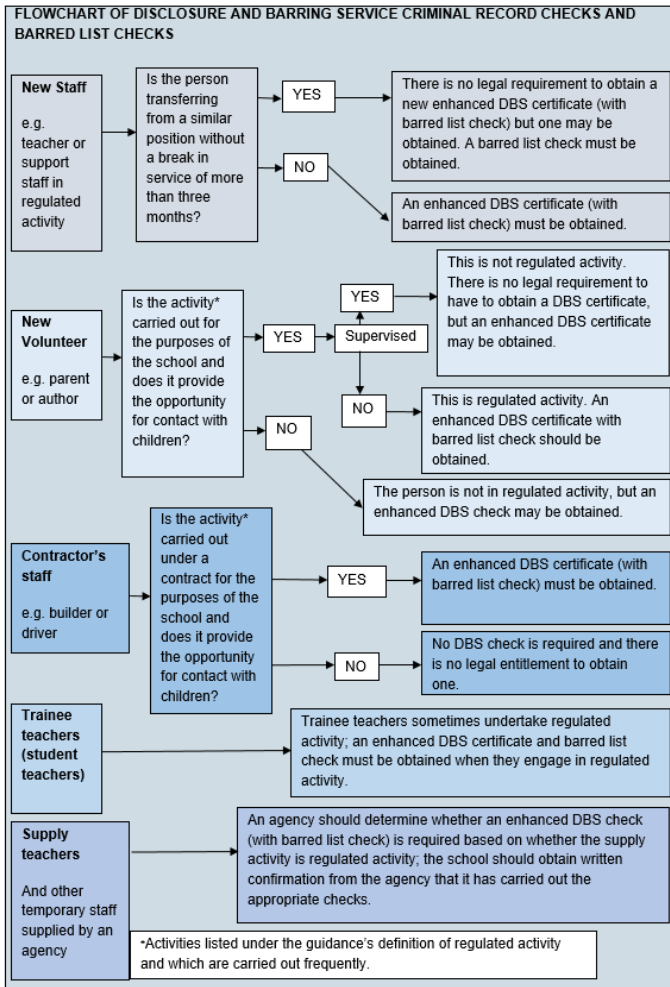 FLOWCHART OF DISCLOSURE AND BARRING SERVICE CRIMINAL RECORD CHECKS AND
BARRED LIST CHECKS
New Staff
e.g.
teacher or
support
staff in
regulated
activity
Is the person
transferring
from a similar
position without
a break in
service of more
than three
months?
YES
There is no legal requirement to obtain a
new enhanced DBS certificate (with
barred list check) but one may be
obtained. A barred list check must be
obtained.
NO
An enhanced DBS certificate (with
barred list check) must be obtained.
New
Volunteer
e.g. parent
or author
Is the activity*
carried out for
the purposes of
the school and
does it provide
the opportunity
for contact with
children?
YES
Supervised
YES
This is not regulated activity.
There is no legal requirement to
have to obtain a DBS certificate,
but an enhanced DBS certificate
may be obtained.
NO
This is regulated activity. An
enhanced DBS certificate with
barred list check should be
obtained.
NO
The person is not in regulated activity, but an
enhanced DBS check may be obtained.
Contractor's
staff
e.g. builder or
driver
Is the activity*
carried out
under a
contract for the
purposes of the
school and
does it provide
the opportunity
for contact with
children?
YES
An enhanced DBS certificate (with
barred list check) must be obtained.
NO
No DBS check is required and there
is no legal entitlement to obtain
one.
Trainee
teachers
(student
teachers)
Trainee teachers sometimes undertake regulated
activity; an enhanced DBS certificate and barred list
check must be obtained when they engage in regulated
activity.
Supply
teachers
And other
temporary staff
supplied by an
agency
An agency should determine whether an enhanced DBS check
(with barred list check) is required based on whether the supply
activity is regulated activity; the school should obtain written
confirmation from the agency that it has carried out the
appropriate checks.
*Activities listed under the guidance's definition of regulated activity
and which are carried out frequently.